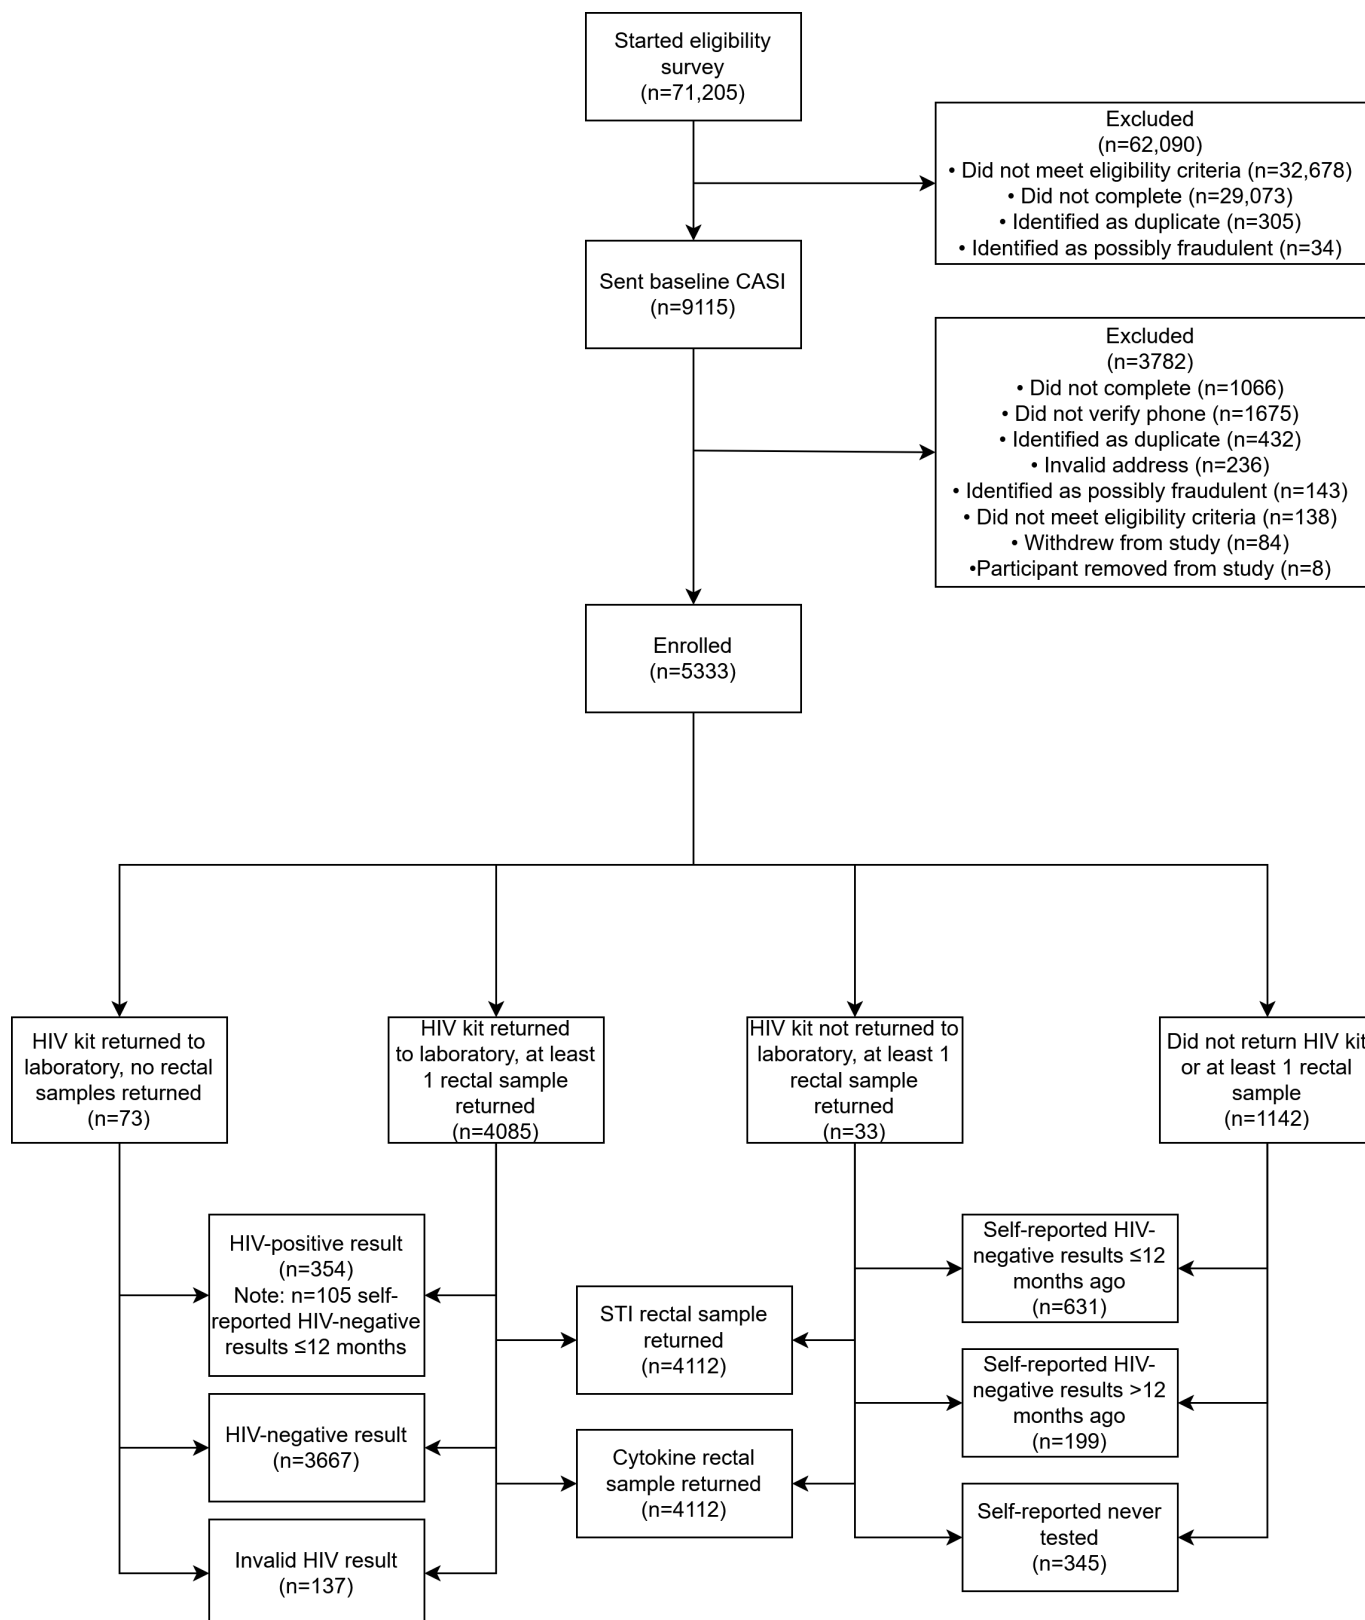 Started eligibility
survey
(n=71,205)
Excluded
(n=62,090)
• Did not meet eligibility criteria (n=32,678)
• Did not complete (n=29,073)
• Identified as duplicate (n=305)
• Identified as possibly fraudulent (n=34)
Sent baseline CASI
(n=9115)
Excluded
(n=3782)
• Did not complete (n=1066)
• Did not verify phone (n=1675)
• Identified as duplicate (n=432)
• Invalid address (n=236)
• Identified as possibly fraudulent (n=143)
• Did not meet eligibility criteria (n=138)
• Withdrew from study (n=84)
•Participant removed from study (n=8)
Enrolled
(n=5333)
HIV kit returned to
laboratory, no rectal
samples returned
(n=73)
HIV kit returned
to laboratory, at least
1 rectal sample
returned
(n=4085)
HIV kit not returned to
laboratory, at least 1
rectal sample
returned
(n=33)
Did not return HIV kit
or at least 1 rectal
sample
(n=1142)
HIV-positive result
(n=354)
Note: n=105 self-
reported HIV-negative
results ≤12 months
STI rectal sample
returned
(n=4112)
Self-reported HIV-
negative results ≤12
months ago
(n=631)
HIV-negative result
(n=3667)
Cytokine rectal
sample returned
(n=4112)
Self-reported HIV-
negative results >12
months ago
(n=199)
Invalid HIV result
(n=137)
Self-reported never
tested
(n=345)